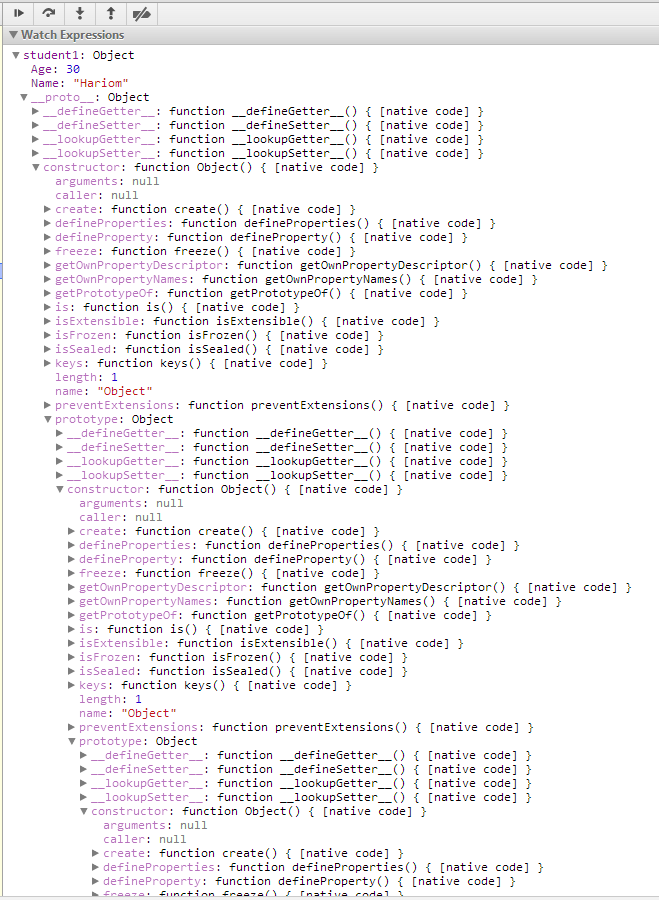 Watch Expressions
student1: Object
Age: 30
Name: "Hariom"
__proto__: Object
__defineGetter__: function __defineGetter__() { [native code] }
__defineSetter__: function __defineSetter__() { [native code] }
__lookupGetter__: function __lookupGetter__() { [native code] }
__lookupSetter__: function __lookupSetter__() { [native code] }
constructor: function Object() { [native code] }
arguments: null
caller: null
create: function create() { [native code] }
defineProperties: function defineProperties() { [native code] }
defineProperty: function defineProperty() { [native code] }
freeze: function freeze() { [native code] }
getOwnPropertyDescriptor: function getOwnPropertyDescriptor() { [native code] }
getOwnPropertyNames: function getOwnPropertyNames() { [native code] }
getPrototypeOf: function getPrototypeOf() { [native code] }
is: function is() { [native code] }
isExtensible: function isExtensible() { [native code] }
isFrozen: function isFrozen() { [native code] }
isSealed: function isSealed() { [native code] }
keys: function keys() { [native code] }
length: 1
name: "Object"
preventExtensions: function preventExtensions() { [native code] }
prototype: Object
__defineGetter__: function __defineGetter__() { [native code] }
__defineSetter__: function __defineSetter__() { [native code] }
__lookupGetter__: function __lookupGetter__() { [native code] }
__lookupSetter__: function __lookupSetter__() { [native code] }
constructor: function Object() { [native code] }
arguments: null
caller: null
create: function create() { [native code] }
defineProperties: function defineProperties() { [native code] }
defineProperty: function defineProperty() { [native code] }
freeze: function freeze() { [native code] }
getOwnPropertyDescriptor: function getOwnPropertyDescriptor() { [native code] }
getOwnPropertyNames: function getOwnPropertyNames() { [native code] }
getPrototypeOf: function getPrototypeOf() { [native code] }
is: function is() { [native code] }
isExtensible: function isExtensible() { [native code] }
isFrozen: function isFrozen() { [native code] }
isSealed: function isSealed() { [native code] }
keys: function keys() { [native code] }
length: 1
name: "Object"
preventExtensions: function preventExtensions() { [native code] }
prototype: Object
__defineGetter__: function __defineGetter__() { [native code] }
__defineSetter__: function __defineSetter__() { [native code] }
__lookupGetter__: function __lookupGetter__() { [native code] }
__lookupSetter__: function __lookupSetter__() { [native code] }
constructor: function Object() { [native code] }
arguments: null
caller: null
create: function create() { [native code] }
defineProperties: function defineProperties() { [native code] }
defineProperty: function defineProperty() { [native code] }
freeze: function freeze() { [native code] }